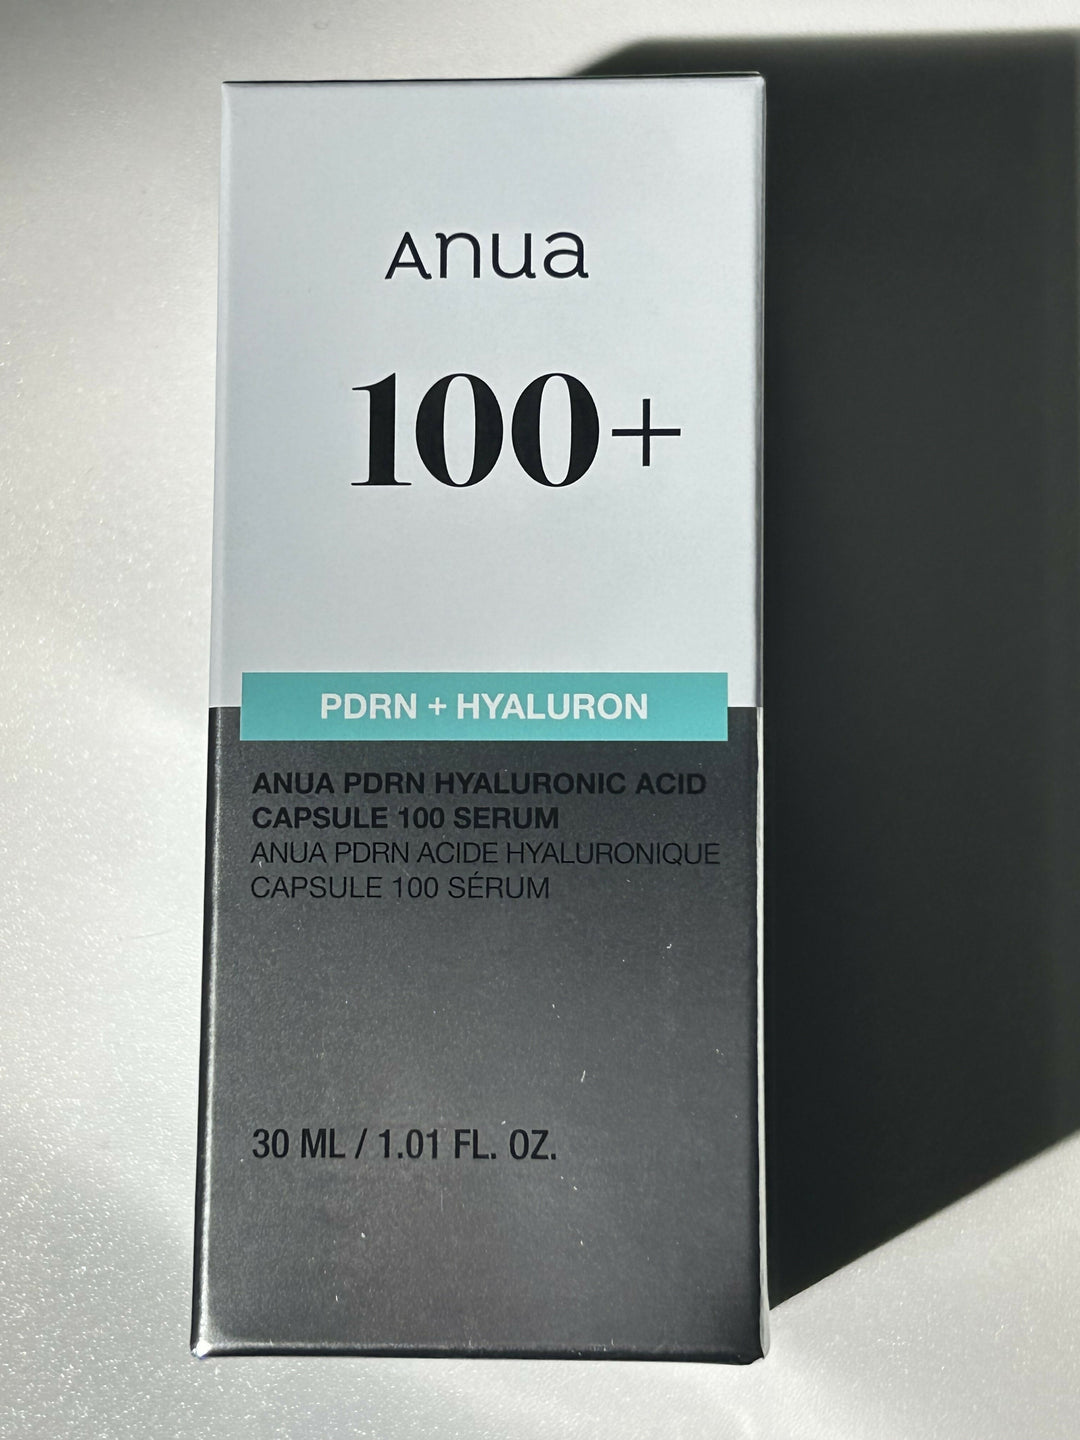 Anua
100+
PDRN + HYALURON
ANUA PDRN HYALURONIC ACID
CAPSULE 100 SERUM
ANUA PDRN ACIDE HYALURONIQUE
CAPSULE 100 SÉRUM
30 ML / 1.01 FL. OZ.